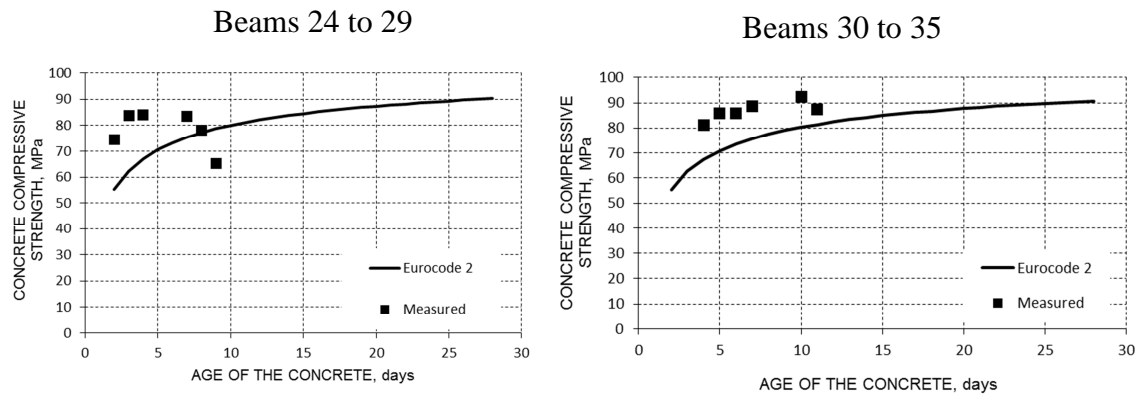 Beams 24 to 29
CONCRETE COMPRESSIVE
STRENGTH, MPa
100
90
80
70
60
50
40
30
20
10
0
Eurocode 2
Measured
0 5 10 15 20 25 30
AGE OF THE CONCRETE, days
Beams 30 to 35
CONCRETE COMPRESSIVE
STRENGTH, MPa
100
90
80
70
60
50
40
30
20
10
0
Eurocode 2
Measured
0 5 10 15 20 25 30
AGE OF THE CONCRETE, days